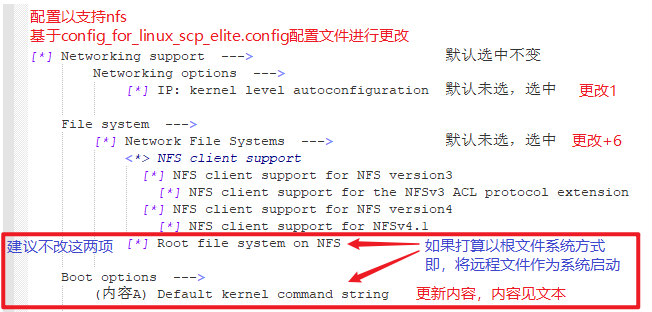 配置以支持nfs
基于config_for_linux_scp_elite.config配置文件进行更改
[*] Networking support  ---> 默认选中不变
Networking options  --->
[*] IP: kernel level autoconfiguration 默认未选，选中 更改1
File system  --->
[*] Network File Systems  ---> 默认未选，选中 更改+6
<*> NFS client support
[*] NFS client support for NFS version3
[*] NFS client support for the NFSv3 ACL protocol extension
[*] NFS client support for NFS version4
[*] NFS client support for NFSv4.1
建议不改这两项 [*] Root file system on NFS 如果打算以根文件系统方式
即，将远程文件作为系统启动
Boot options  --->
(内容A) Default kernel command string 更新内容，内容见文本